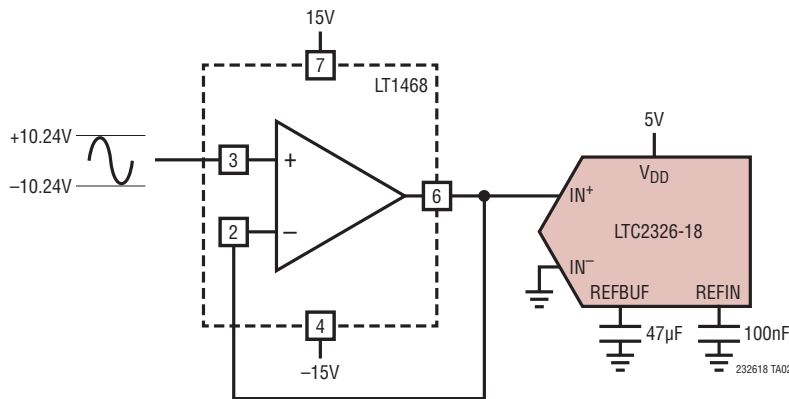 15V
7
LT1468
+10.24V
–10.24V
3
+
2
–
6
4
–15V
5V
VDD
IN+
LTC2326-18
IN–
REFBUF
REFIN
47µF
100nF
232618 TA02